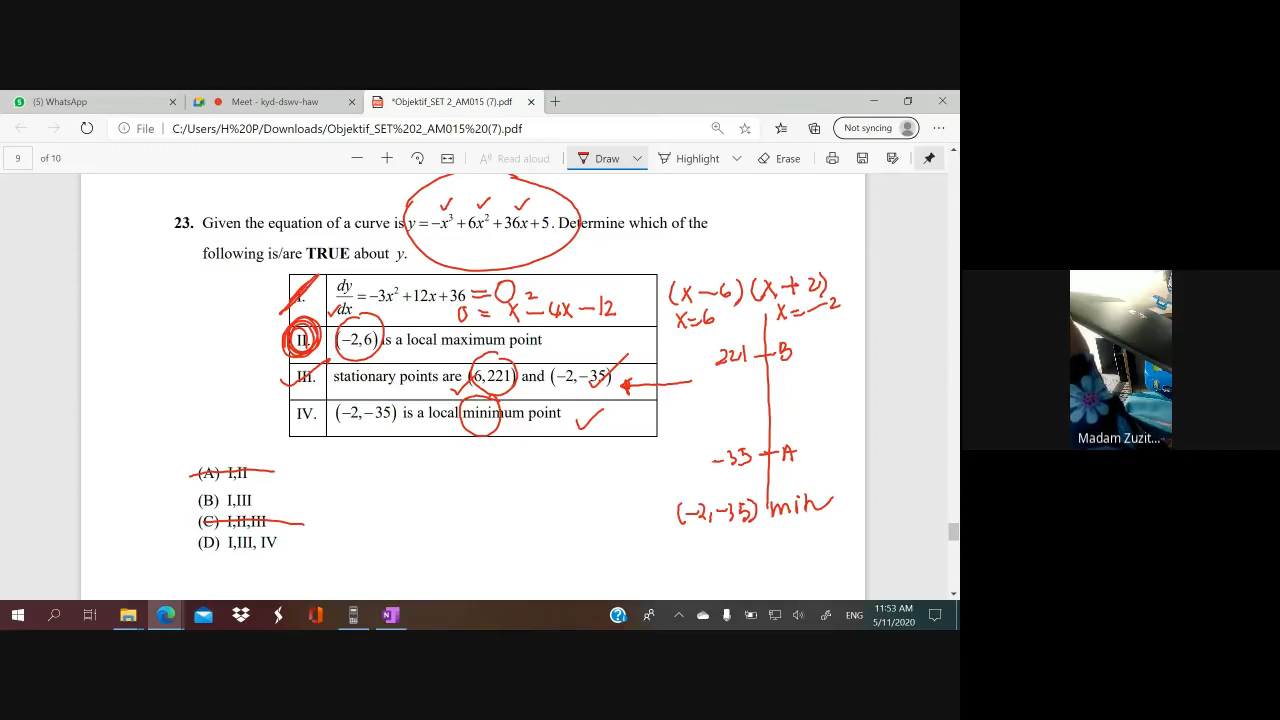 (5) WhatsApp
Meet - kyd-dswv-haw
*Objektif_SET 2_AM015 (7).pdf
File
C:/Users/H%20P/Downloads/Objektif_SET%202_AM015%20(7).pdf
Not syncing
9 of 10
Read aloud
Draw
Highlight
Erase
23. Given the equation of a curve is y = −x³ + 6x² + 36x + 5. Determine which of the
following is/are TRUE about y.
I. dy/dx = −3x² + 12x + 36 = 0
0 = x² − 4x − 12
(x − 6)(x + 2)
x = 6 x = −2
II. (−2,6) is a local maximum point
221 B
III. stationary points are (6,221) and (−2,−35)
IV. (−2,−35) is a local minimum point
−35 A
(A) I,II
(B) I,III
(−2,−35) min
(C) I,II,III
(D) I,III, IV
Madam Zuzit...
ENG
11:53 AM
5/11/2020